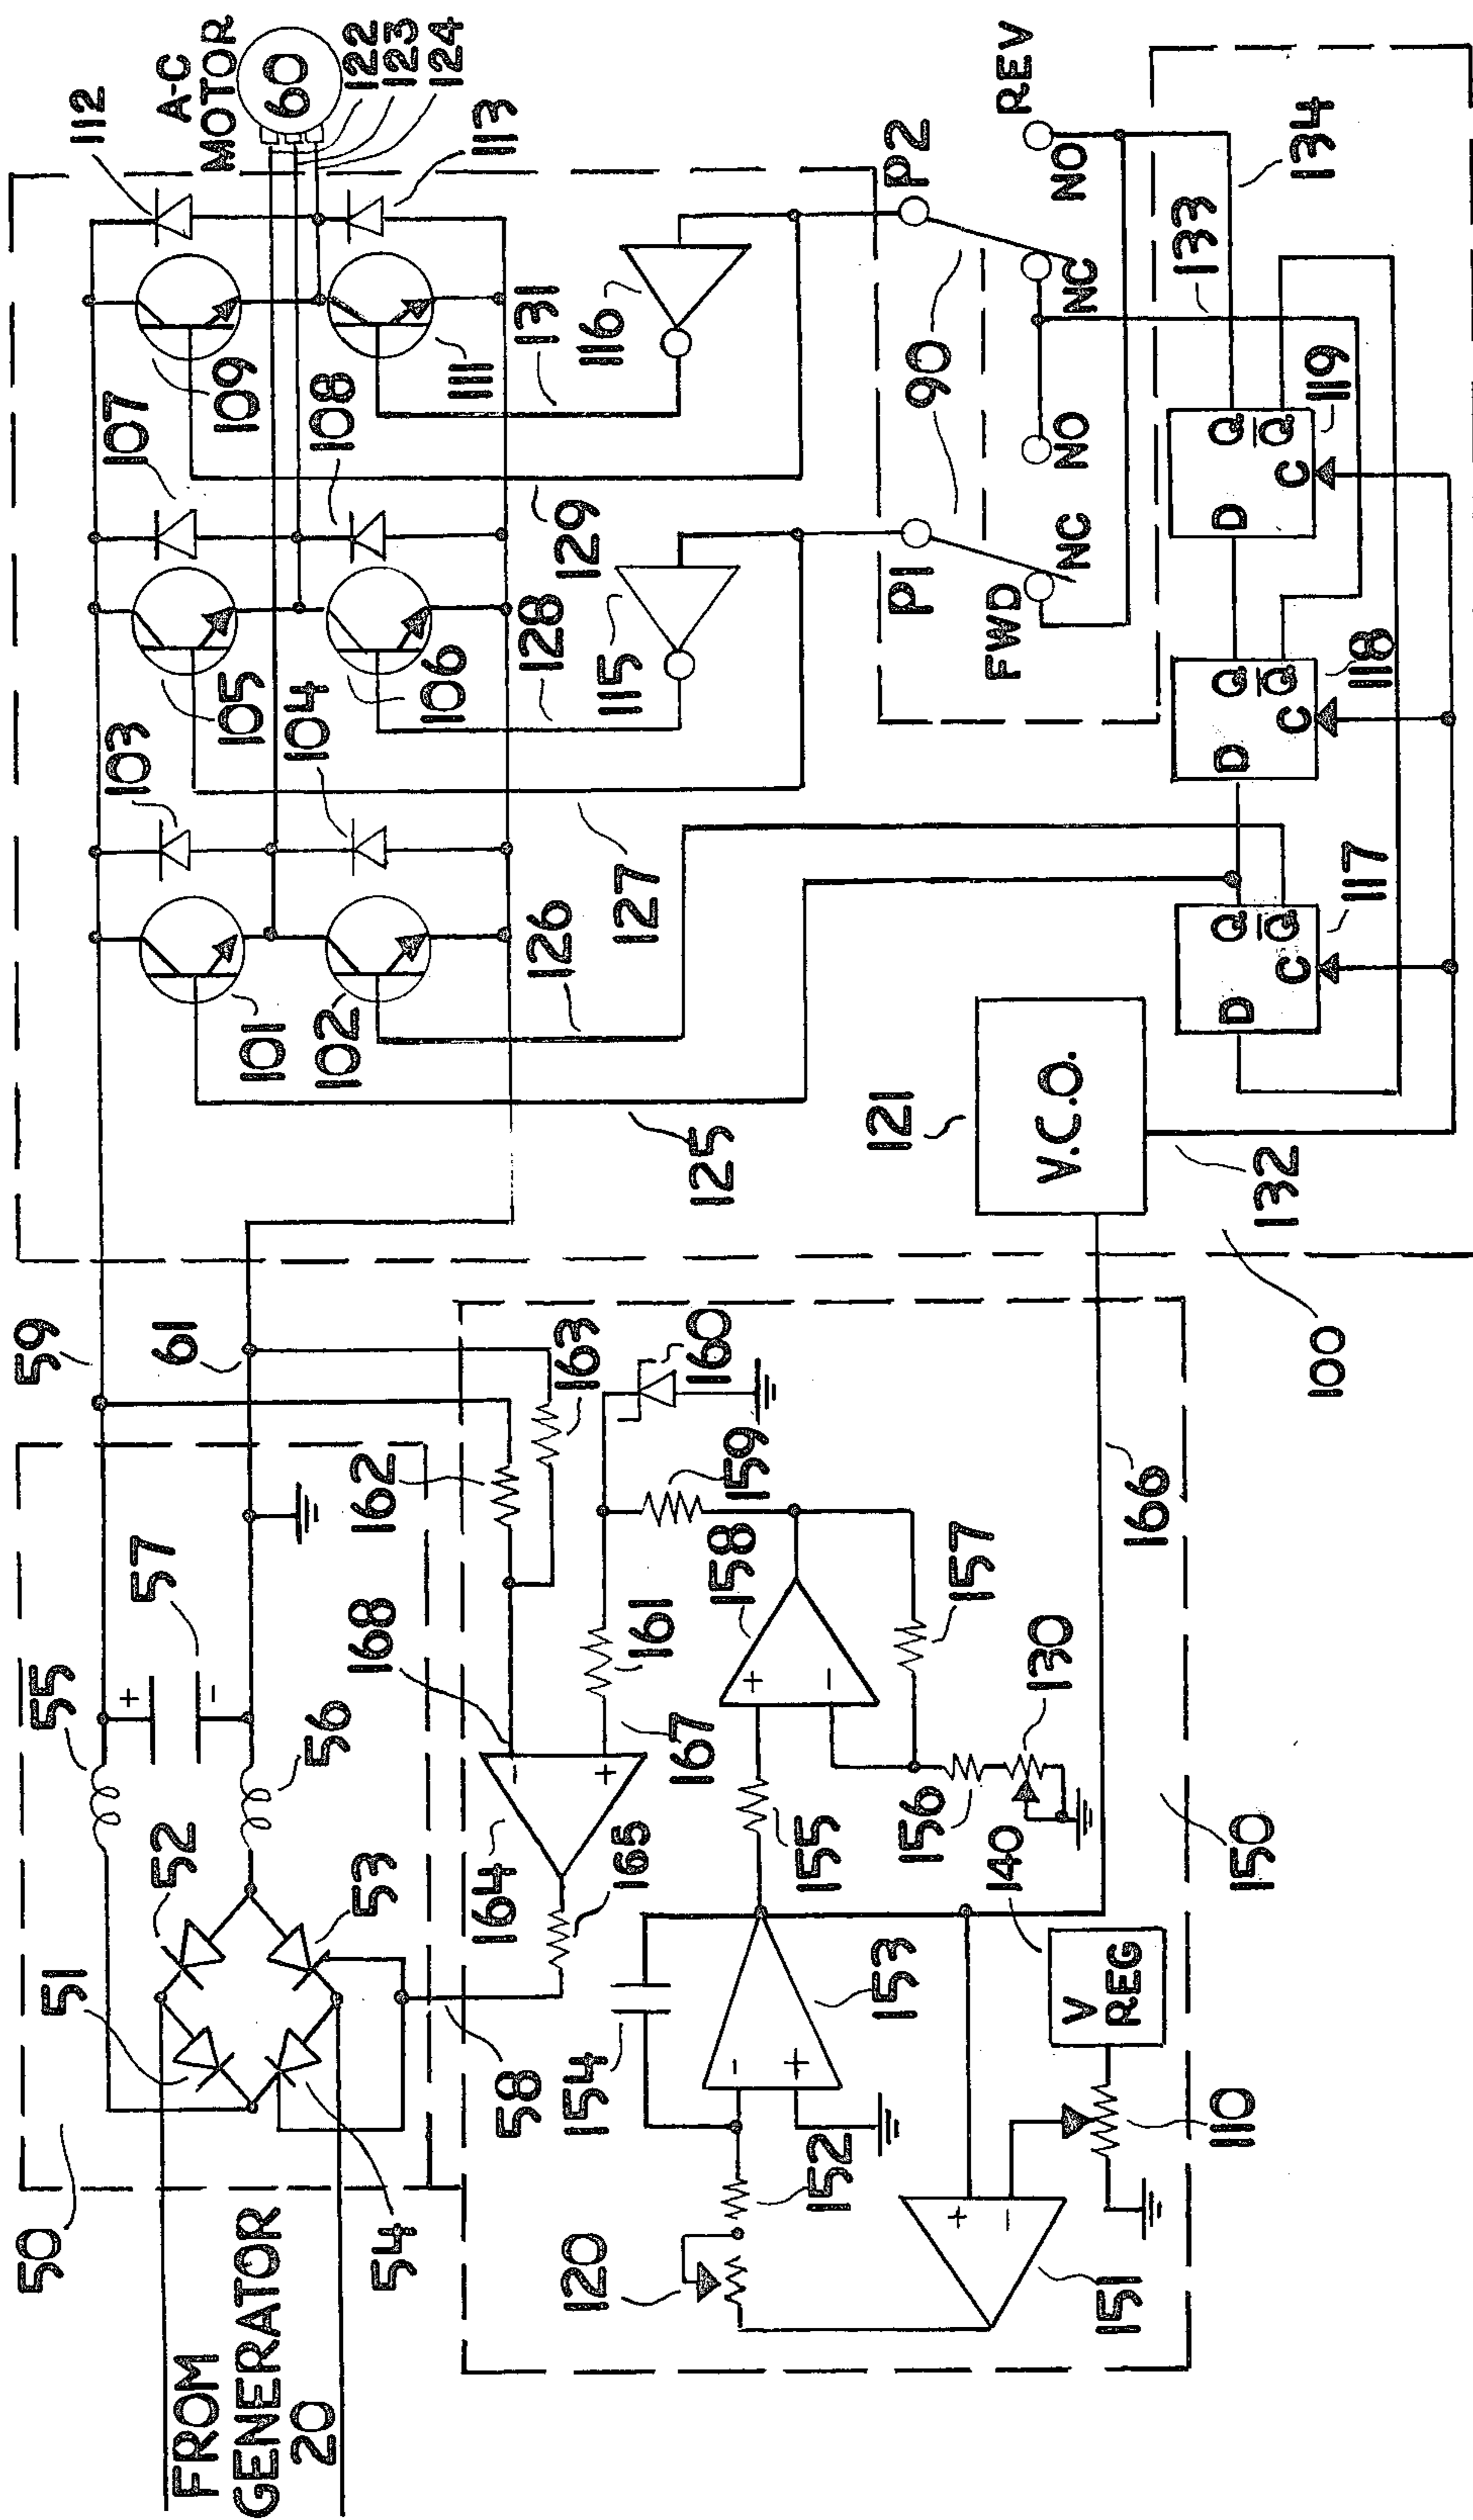 FROM
GENERATOR
20
50
51
52
53
54
55
56
57
+
-
58
59
61
A-C
MOTOR
60
122
123
124
112
113
109
111
107
108
105
106
103
104
101
102
131
116
129
128
115
127
126
125
P2
P1
90
REV
NO
NC
NO
NC
FWD
133
134
D
Q
Q̅
C
119
D
Q
Q̅
C
118
D
Q
Q̅
C
117
121
V.C.O.
132
100
162
163
160
168
159
161
167
-
+
164
165
158
+
-
157
155
156
130
166
150
154
153
-
+
152
120
140
V
REG
110
+
-
151